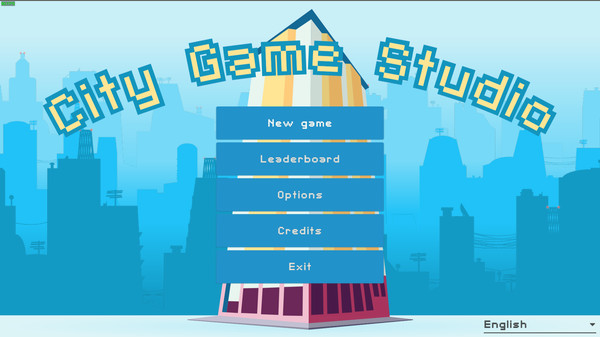 City Game Studio
New game
Leaderboard
Options
Credits
Exit
English